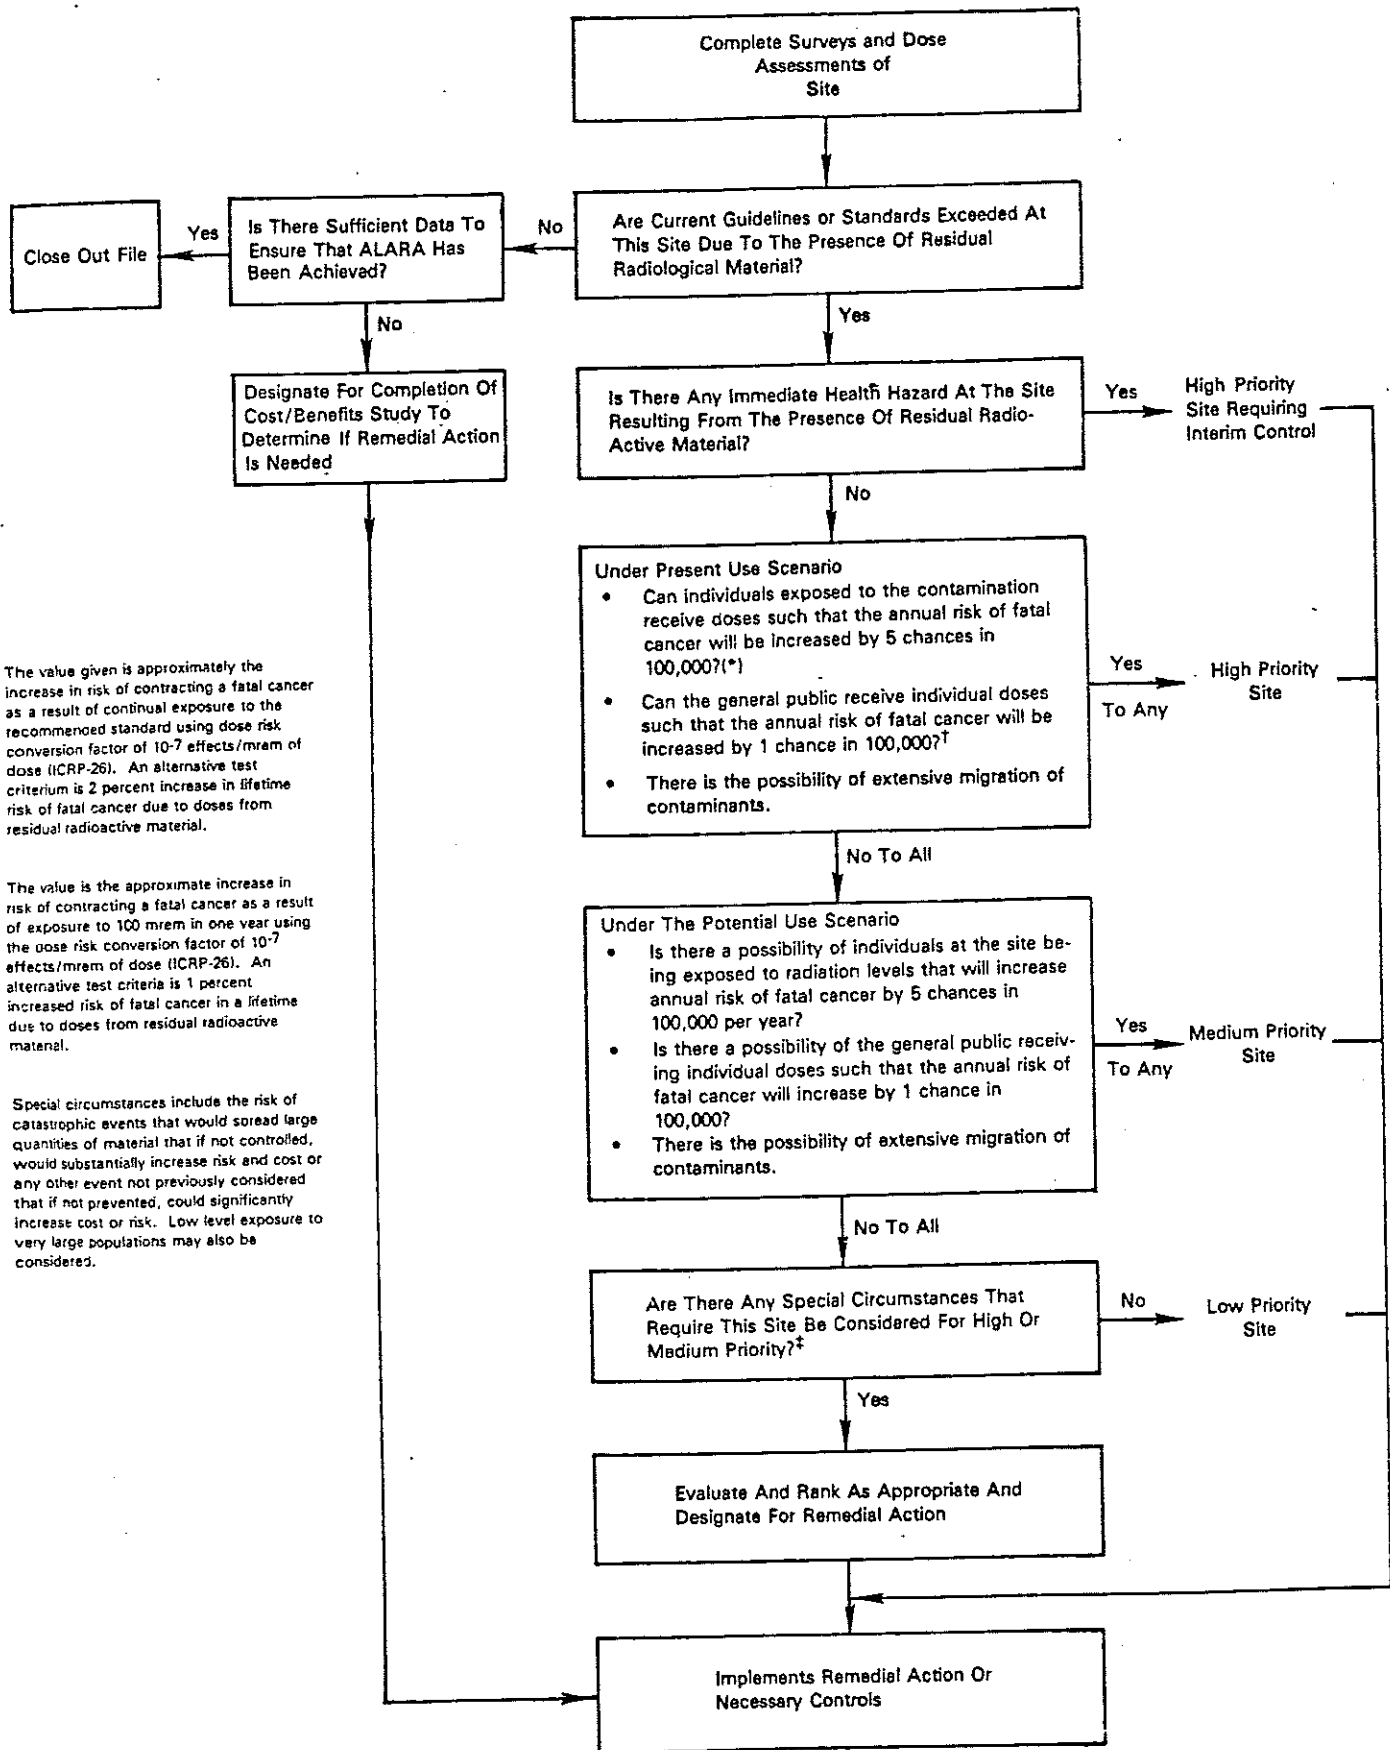 Complete Surveys and Dose
Assessments of
Site
Close Out File
Yes
Is There Sufficient Data To
Ensure That ALARA Has
Been Achieved?
No
Are Current Guidelines or Standards Exceeded At
This Site Due To The Presence Of Residual
Radiological Material?
No
Yes
Designate For Completion Of
Cost/Benefits Study To
Determine If Remedial Action
Is Needed
Is There Any Immediate Health Hazard At The Site
Resulting From The Presence Of Residual Radio-
Active Material?
Yes
High Priority
Site Requiring
Interim Control
No
Under Present Use Scenario
• Can individuals exposed to the contamination
receive doses such that the annual risk of fatal
cancer will be increased by 5 chances in
100,000?(*)
• Can the general public receive individual doses
such that the annual risk of fatal cancer will be
increased by 1 chance in 100,000?†
• There is the possibility of extensive migration of
contaminants.
Yes
To Any
High Priority
Site
The value given is approximately the
increase in risk of contracting a fatal cancer
as a result of continual exposure to the
recommended standard using dose risk
conversion factor of 10-7 effects/mrem of
dose (ICRP-26). An alternative test
criterium is 2 percent increase in lifetime
risk of fatal cancer due to doses from
residual radioactive material.
No To All
The value is the approximate increase in
risk of contracting a fatal cancer as a result
of exposure to 100 mrem in one year using
the dose risk conversion factor of 10-7
effects/mrem of dose (ICRP-26). An
alternative test criteria is 1 percent
increased risk of fatal cancer in a lifetime
due to doses from residual radioactive
material.
Under The Potential Use Scenario
• Is there a possibility of individuals at the site be-
ing exposed to radiation levels that will increase
annual risk of fatal cancer by 5 chances in
100,000 per year?
• Is there a possibility of the general public receiv-
ing individual doses such that the annual risk of
fatal cancer will increase by 1 chance in
100,000?
• There is the possibility of extensive migration of
contaminants.
Yes
To Any
Medium Priority
Site
Special circumstances include the risk of
catastrophic events that would spread large
quantities of material that if not controlled,
would substantially increase risk and cost or
any other event not previously considered
that if not prevented, could significantly
increase cost or risk. Low level exposure to
very large populations may also be
considered.
No To All
Are There Any Special Circumstances That
Require This Site Be Considered For High Or
Medium Priority?‡
No
Low Priority
Site
Yes
Evaluate And Rank As Appropriate And
Designate For Remedial Action
Implements Remedial Action Or
Necessary Controls